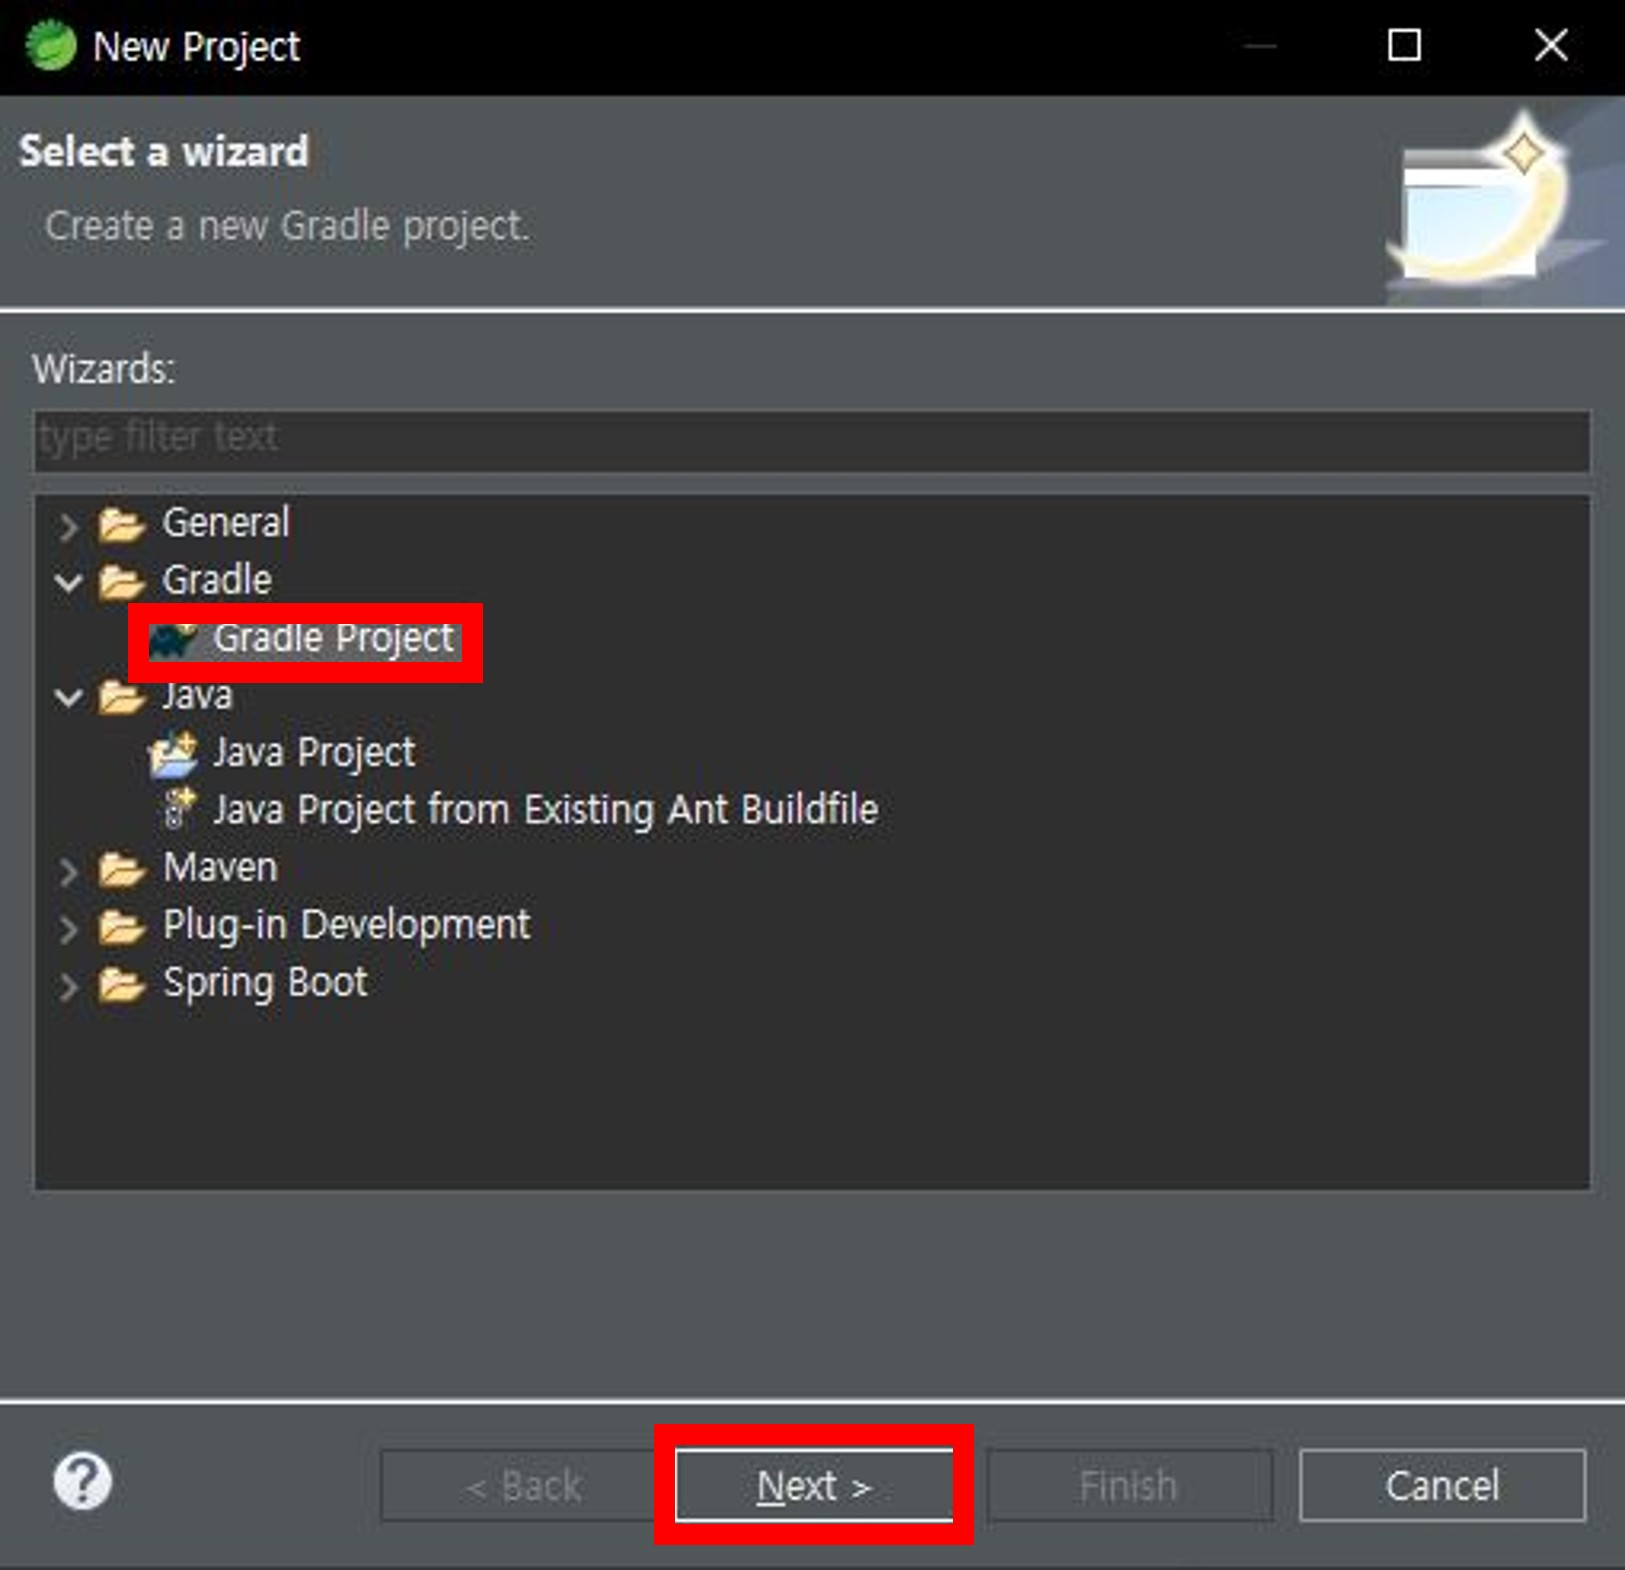 New Project
Select a wizard
Create a new Gradle project.
Wizards:
type filter text
General
Gradle
Gradle Project
Java
Java Project
Java Project from Existing Ant Buildfile
Maven
Plug-in Development
Spring Boot
< Back
Next >
Finish
Cancel